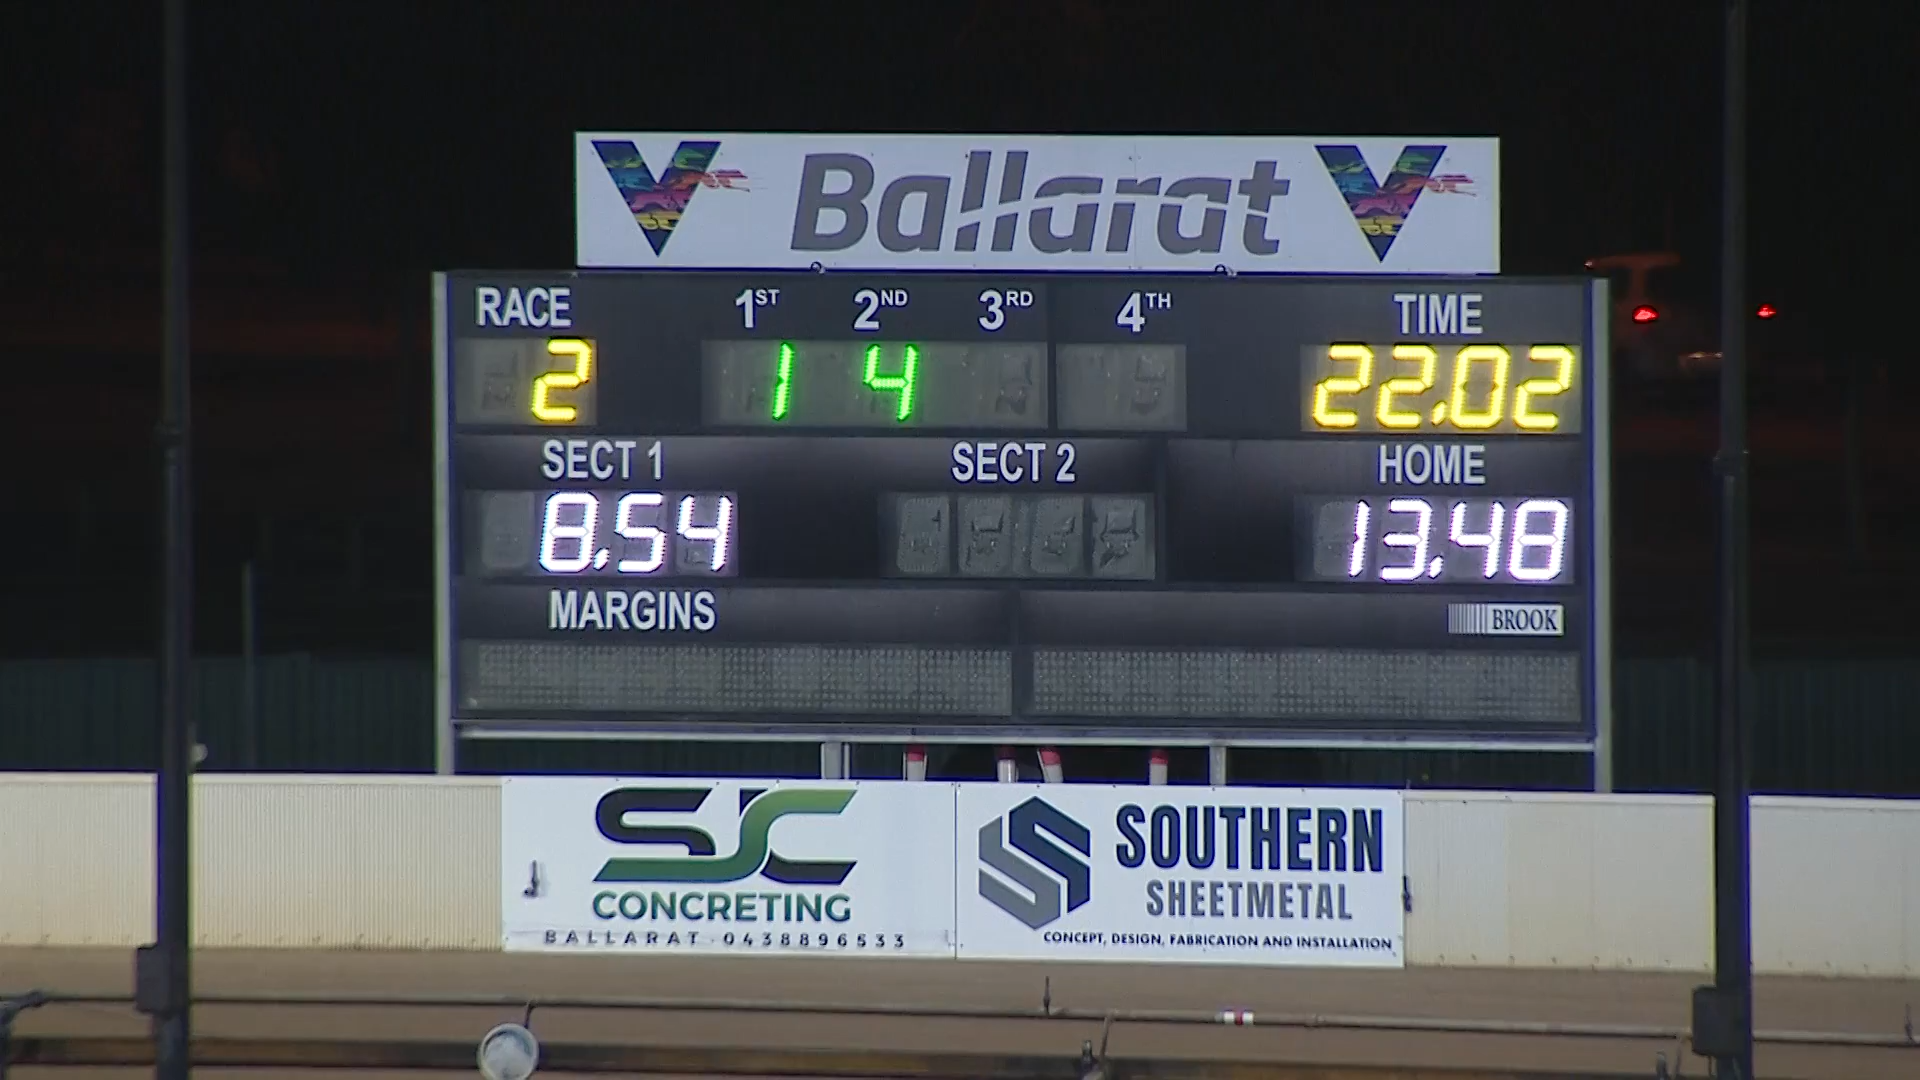 Ballarat
RACE 1ST 2ND 3RD 4TH TIME
2 1 4 22.02
SECT 1 SECT 2 HOME
8.54 13.48
MARGINS
BROOK
SJC
CONCRETING
BALLARAT - 0438896533
SOUTHERN
SHEETMETAL
CONCEPT, DESIGN, FABRICATION AND INSTALLATION